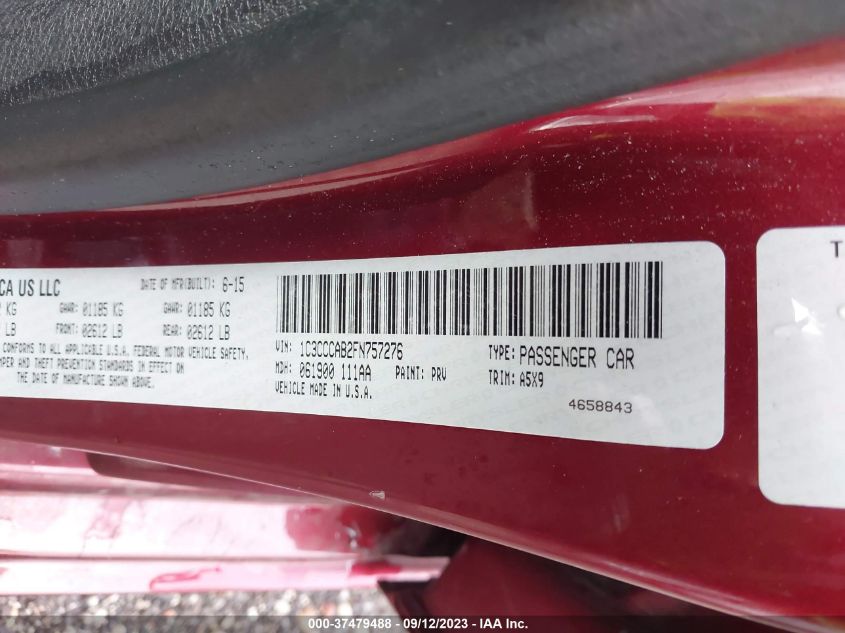 CA US LLC
DATE OF MFR(BUILT): 6-15
KG GAWR: 01185 KG GAWR: 01185 KG
LB FRONT: 02612 LB REAR: 02612 LB
CONFORMS TO ALL APPLICABLE U.S.A. FEDERAL MOTOR VEHICLE SAFETY,
MPER AND THEFT PREVENTION STANDARDS IN EFFECT ON
THE DATE OF MANUFACTURE SHOWN ABOVE.
VIN: 1C3CCCAB2FN757276 TYPE: PASSENGER CAR
MDH: 061900 111AA PAINT: PRV TRIM: A5X9
VEHICLE MADE IN U.S.A.
4658843
T
000-37479488 - 09/12/2023 - IAA Inc.